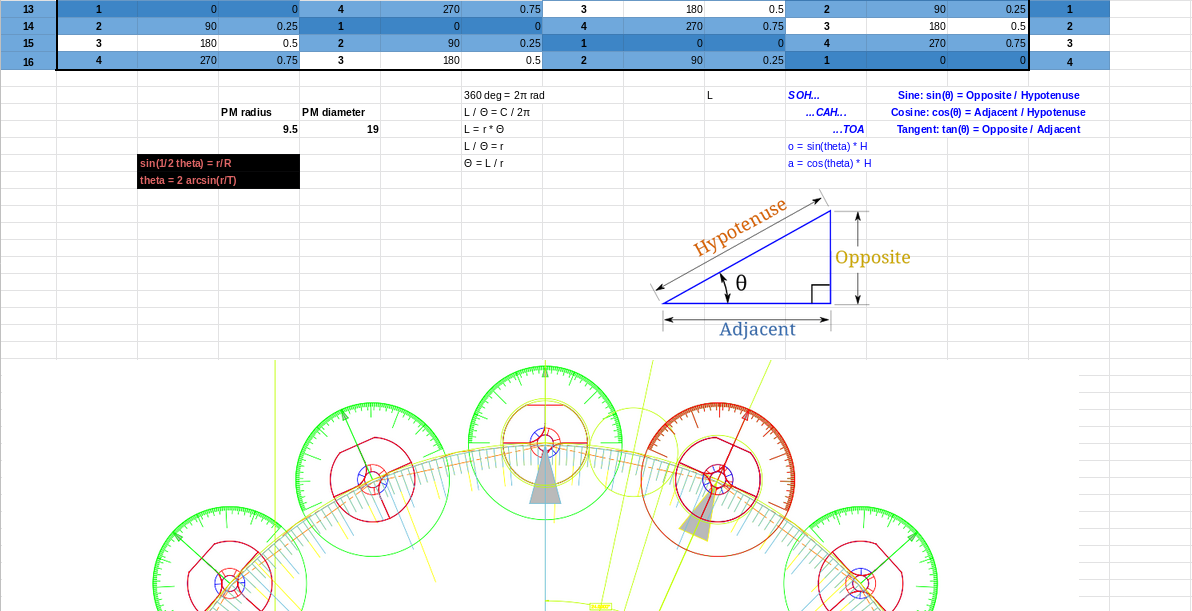 13 1 0 0 4 270 0.75 3 180 0.5 2 90 0.25 1
14 2 90 0.25 1 0 0 4 270 0.75 3 180 0.5 2
15 3 180 0.5 2 90 0.25 1 0 0 4 270 0.75 3
16 4 270 0.75 3 180 0.5 2 90 0.25 1 0 0 4
360 deg = 2π rad L SOH... Sine: sin(θ) = Opposite / Hypotenuse
PM radius PM diameter L / Θ = C / 2π ...CAH... Cosine: cos(θ) = Adjacent / Hypotenuse
9.5 19 L = r * Θ ...TOA Tangent: tan(θ) = Opposite / Adjacent
L / Θ = r o = sin(theta) * H
sin(1/2 theta) = r/R Θ = L / r a = cos(theta) * H
theta = 2 arcsin(r/T)
Hypotenuse
Opposite
θ
Adjacent